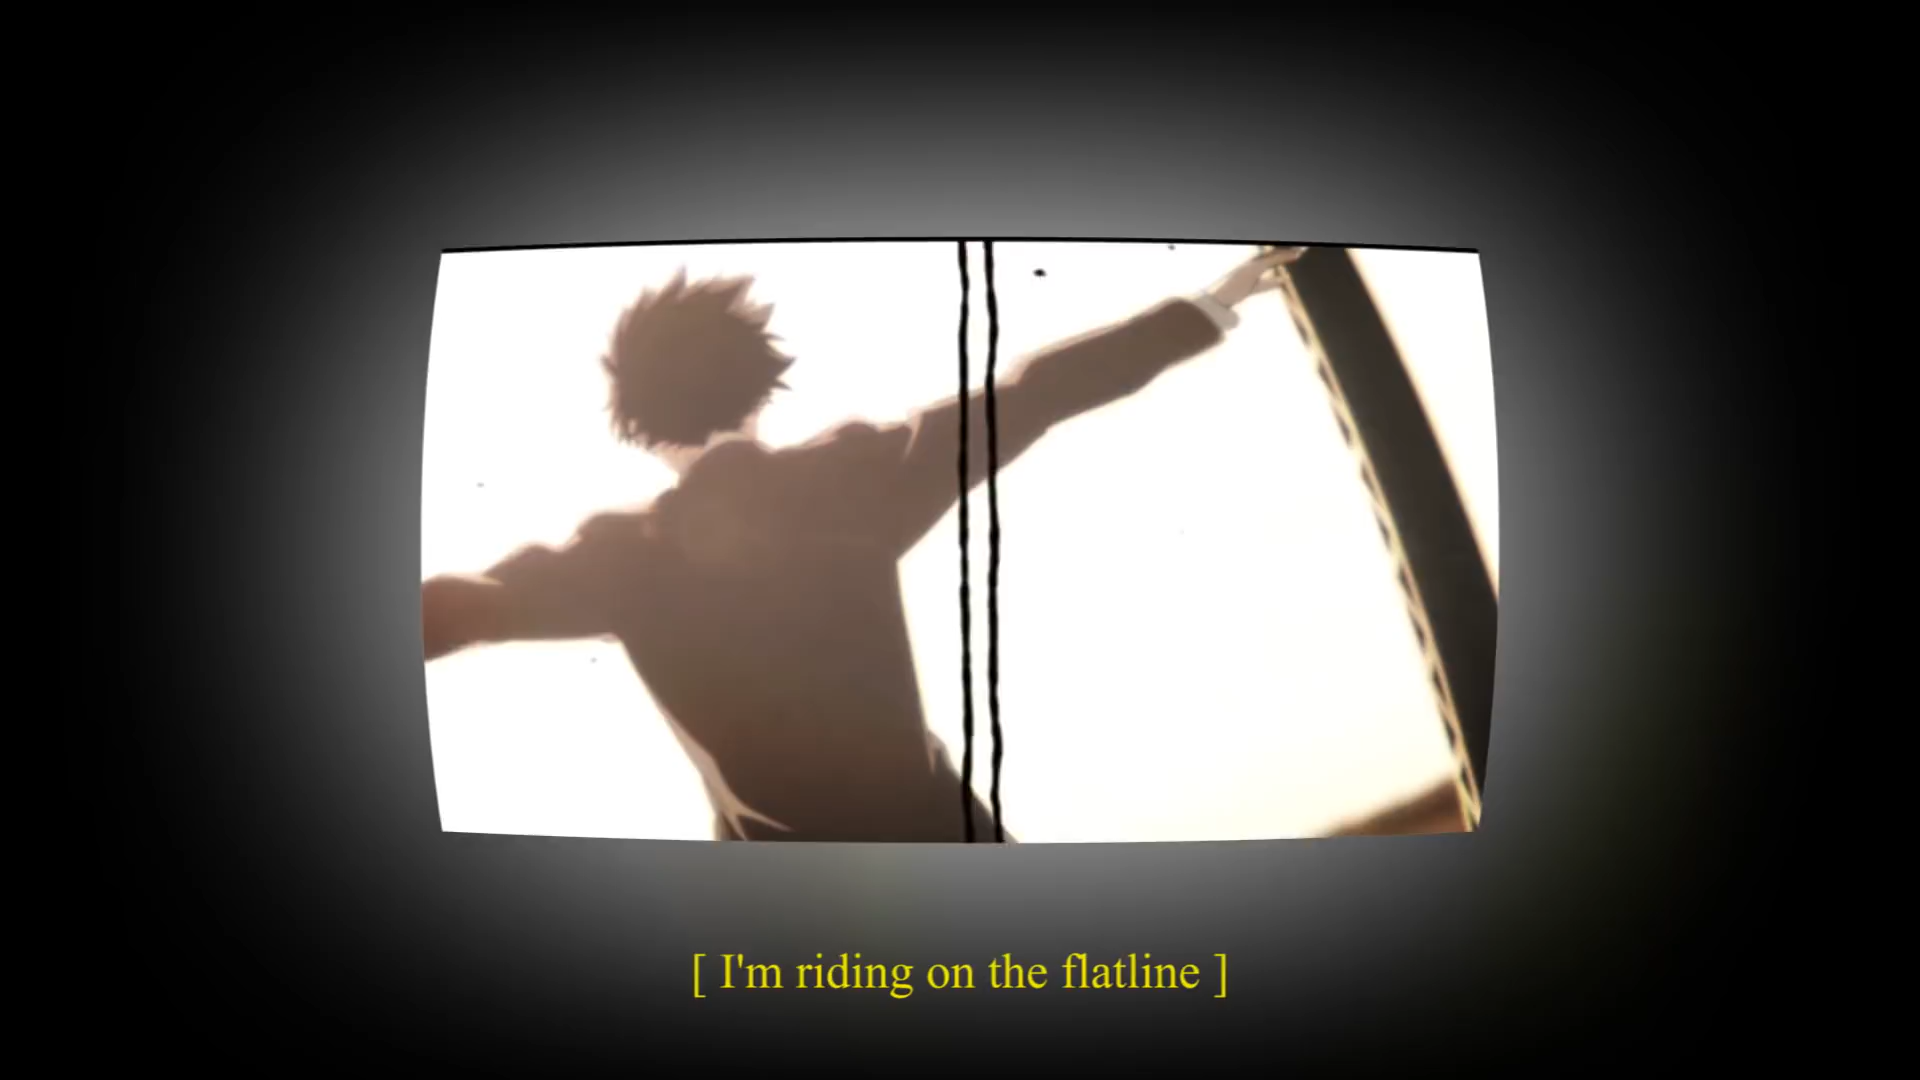 [ I'm riding on the flatline ]